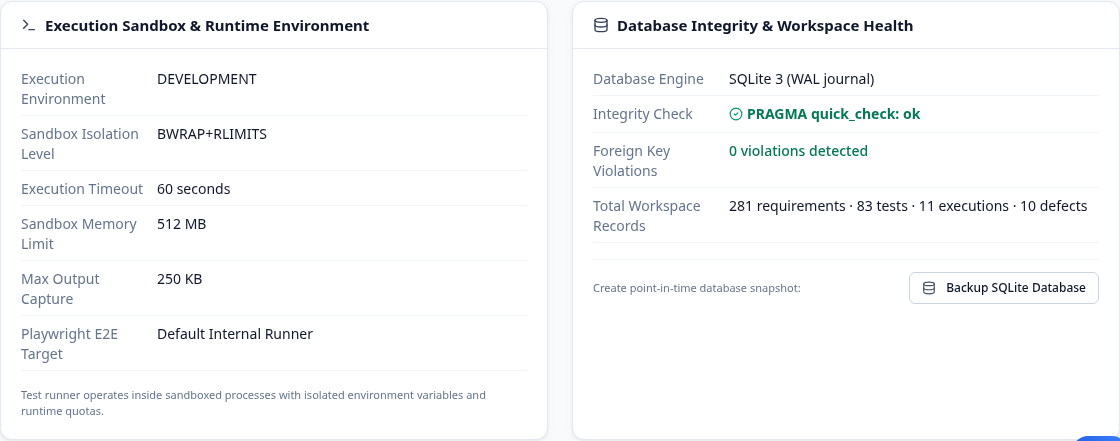 Execution Sandbox & Runtime Environment
Execution
Environment
DEVELOPMENT
Sandbox Isolation
Level
BWRAP+RLIMITS
Execution Timeout
60 seconds
Sandbox Memory
Limit
512 MB
Max Output
Capture
250 KB
Playwright E2E
Target
Default Internal Runner
Test runner operates inside sandboxed processes with isolated environment variables and
runtime quotas.
Database Integrity & Workspace Health
Database Engine
SQLite 3 (WAL journal)
Integrity Check
PRAGMA quick_check: ok
Foreign Key
Violations
0 violations detected
Total Workspace
Records
281 requirements · 83 tests · 11 executions · 10 defects
Create point-in-time database snapshot:
Backup SQLite Database